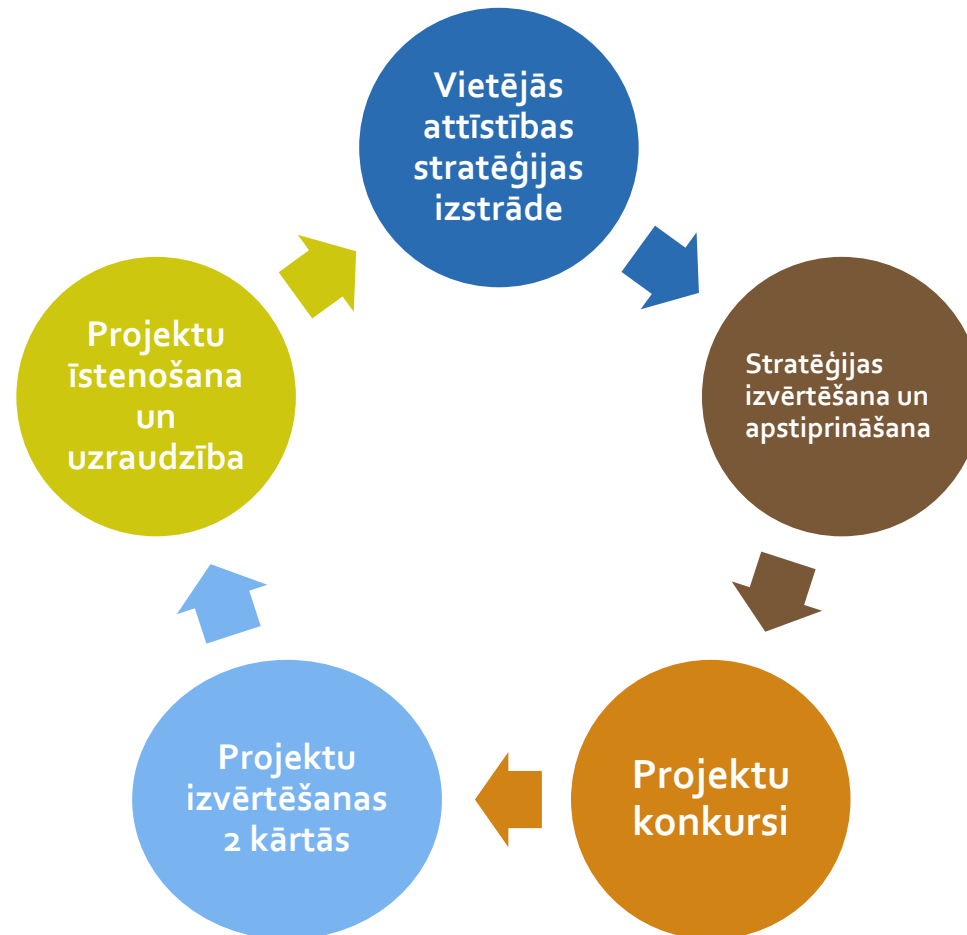 Vietējās
attīstības
stratēģijas
izstrāde
Stratēģijas
izvērtēšana un
apstiprināšana
Projektu
konkursi
Projektu
izvērtēšanas
2 kārtās
Projektu
īstenošana
un
uzraudzība